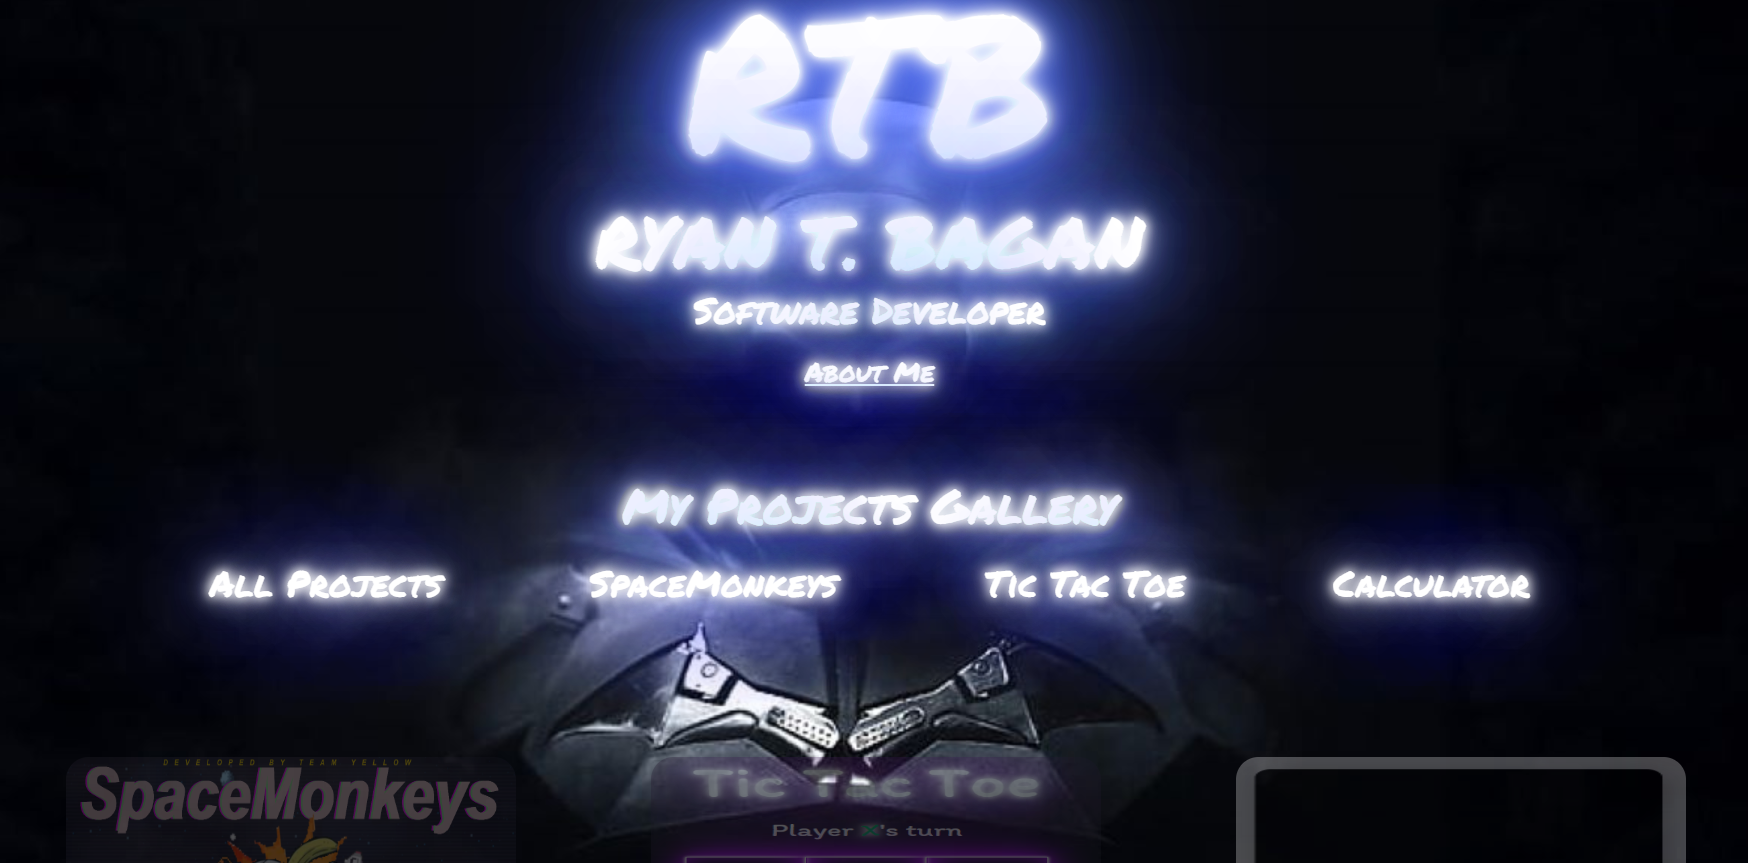 RTB
RYAN T. BAGAN
SOFTWARE DEVELOPER
ABOUT ME
MY PROJECTS GALLERY
ALL PROJECTS SPACEMONKEYS TIC TAC TOE CALCULATOR
DEVELOPED BY TEAM YELLOW
SpaceMonkeys
Tic Tac Toe
Player X's turn